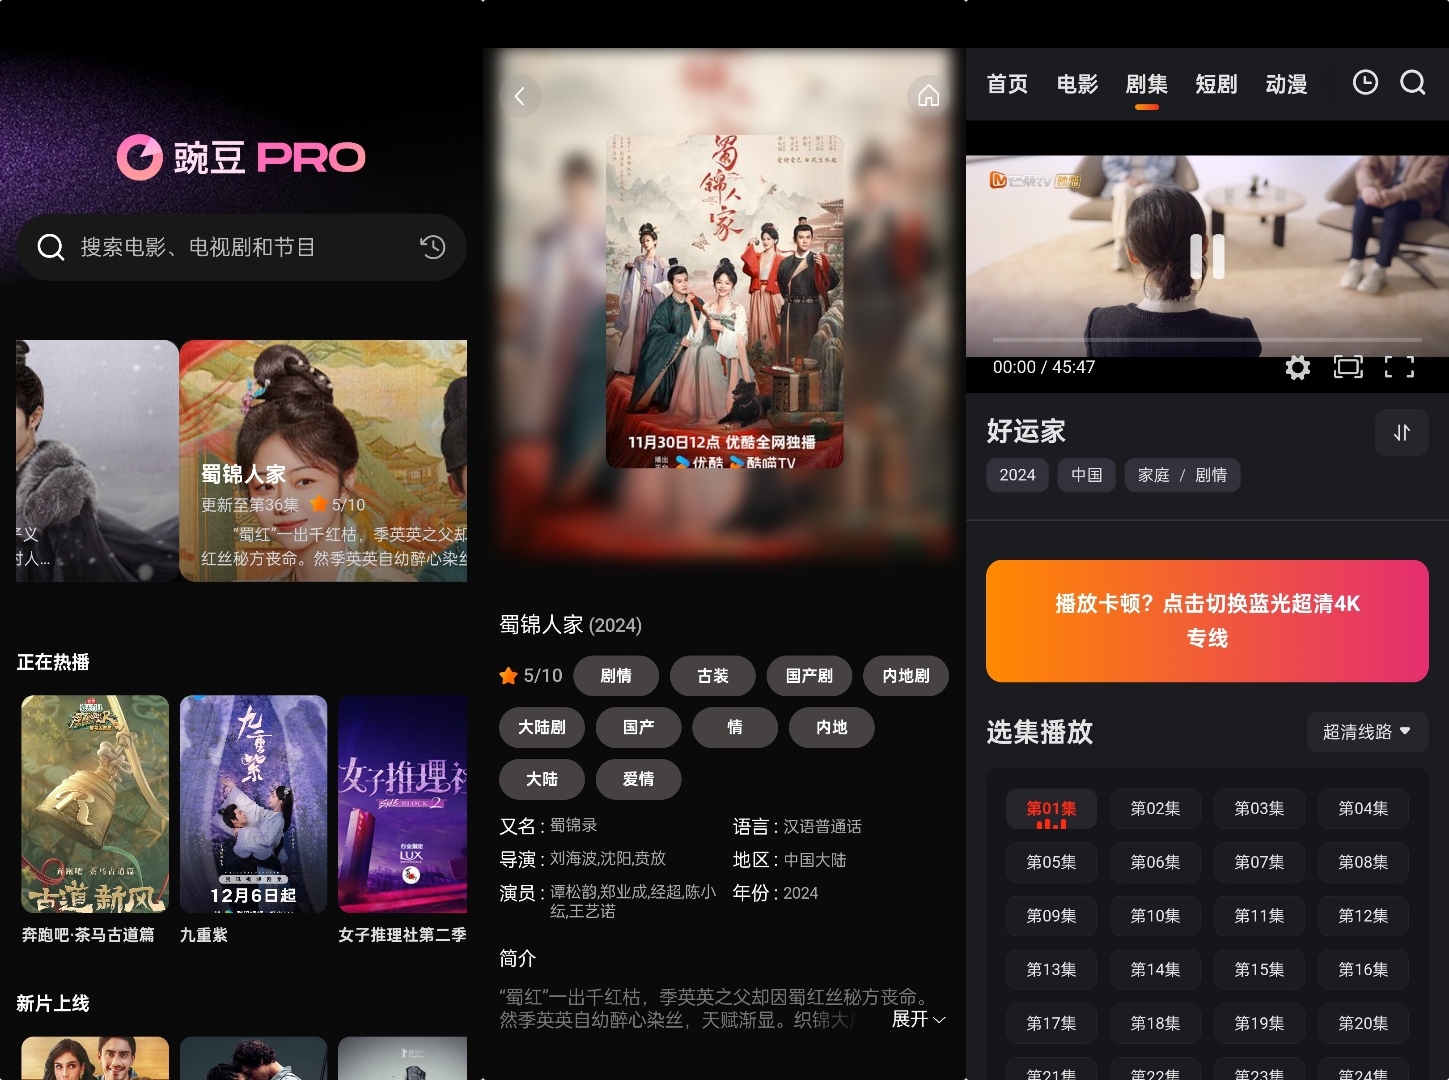 豌豆 PRO
搜索电影、电视剧和节目
蜀锦人家
更新至第36集 5/10
“蜀红”一出千红枯，季英英之父却
红丝秘方丧命。然季英英自幼醉心染丝
正在热播
古道新风
九重紫
12月6日起
女子推理社
SIDE BLOCK 2
LUX
奔跑吧·茶马古道篇
九重紫
女子推理社第二季
新片上线
蜀锦人家
11月30日12点 优酷全网独播
优酷 酷喵TV
蜀锦人家 (2024)
5/10 剧情 古装 国产剧 内地剧
大陆剧 国产 情 内地
大陆 爱情
又名 : 蜀锦录
语言 : 汉语普通话
导演 : 刘海波,沈阳,贲放
地区 : 中国大陆
演员 : 谭松韵,郑业成,经超,陈小
纭,王艺诺
年份 : 2024
简介
“蜀红”一出千红枯，季英英之父却因蜀红丝秘方丧命。
然季英英自幼醉心染丝，天赋渐显。织锦大户
展开
首页 电影 剧集 短剧 动漫
芒果TV 独播
00:00 / 45:47
好运家
2024 中国 家庭 / 剧情
播放卡顿？点击切换蓝光超清4K
专线
选集播放
超清线路
第01集 第02集 第03集 第04集
第05集 第06集 第07集 第08集
第09集 第10集 第11集 第12集
第13集 第14集 第15集 第16集
第17集 第18集 第19集 第20集
第21集 第22集 第23集 第24集